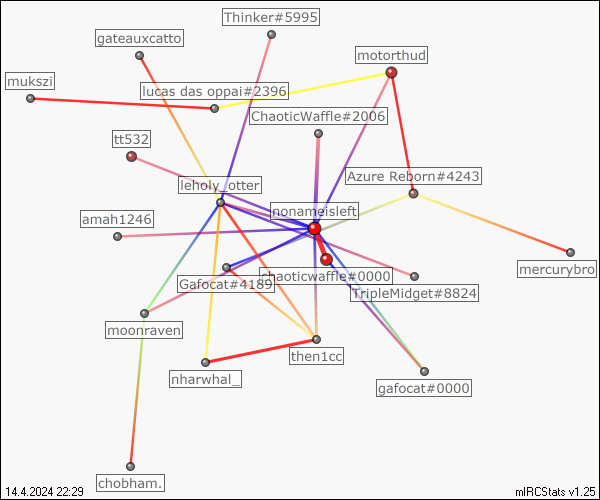 Thinker#5995
gateauxcatto
motorthud
mukszi
lucas das oppai#2396
ChaoticWaffle#2006
tt532
Azure Reborn#4243
leholy_otter
nonameisleft
amah1246
mercurybro
chaoticwaffle#0000
Gafocat#4189
TripleMidget#8824
moonraven
then1cc
nharwhal_
gafocat#0000
chobham.
14.4.2024 22:29
mIRCStats v1.25